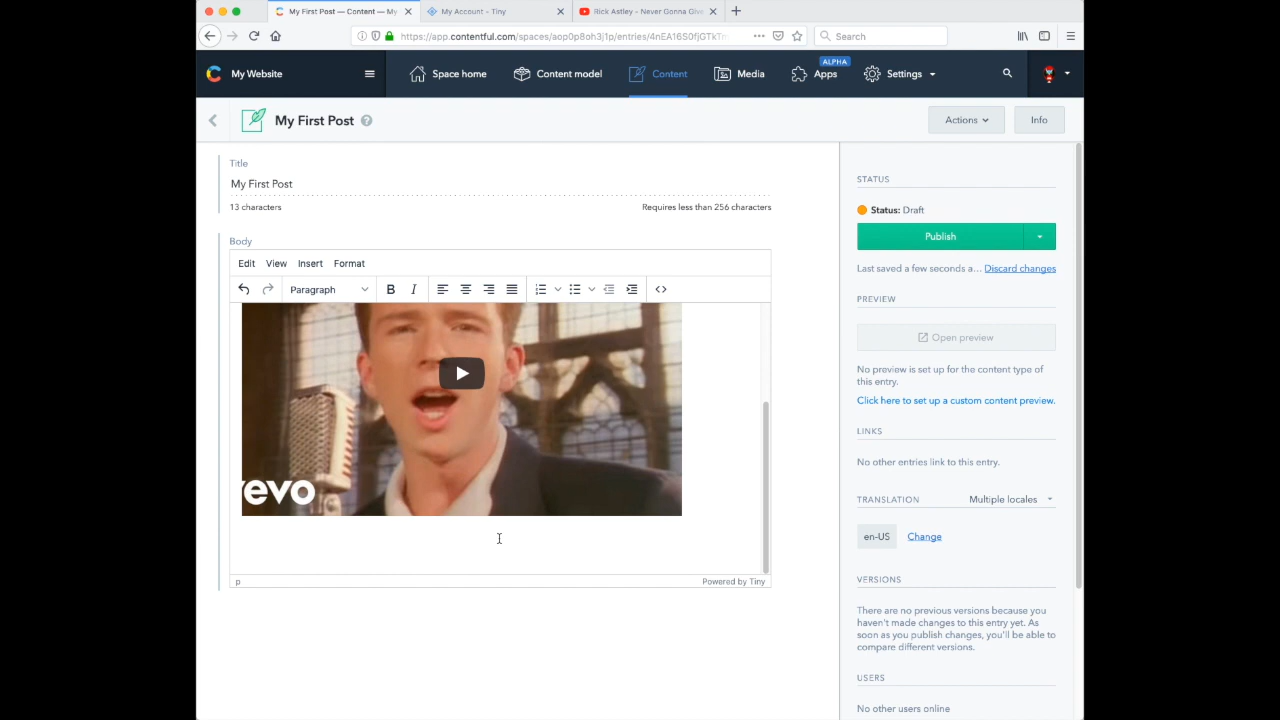 My First Post — Content — My
My Account - Tiny
Rick Astley - Never Gonna Give
https://app.contentful.com/spaces/aop0p8oh3j1p/entries/4nEA16S0fjGTkTn
Search
My Website
Space home
Content model
Content
Media
ALPHA
Apps
Settings
My First Post
Actions
Info
Title
My First Post
13 characters
Requires less than 256 characters
Body
Edit
View
Insert
Format
Paragraph
B
I
vevo
p
Powered by Tiny
STATUS
Status: Draft
Publish
Last saved a few seconds a... Discard changes
PREVIEW
Open preview
No preview is set up for the content type of
this entry.
Click here to set up a custom content preview.
LINKS
No other entries link to this entry.
TRANSLATION
Multiple locales
en-US
Change
VERSIONS
There are no previous versions because you
haven't made changes to this entry yet. As
soon as you publish changes, you'll be able to
compare different versions.
USERS
No other users online